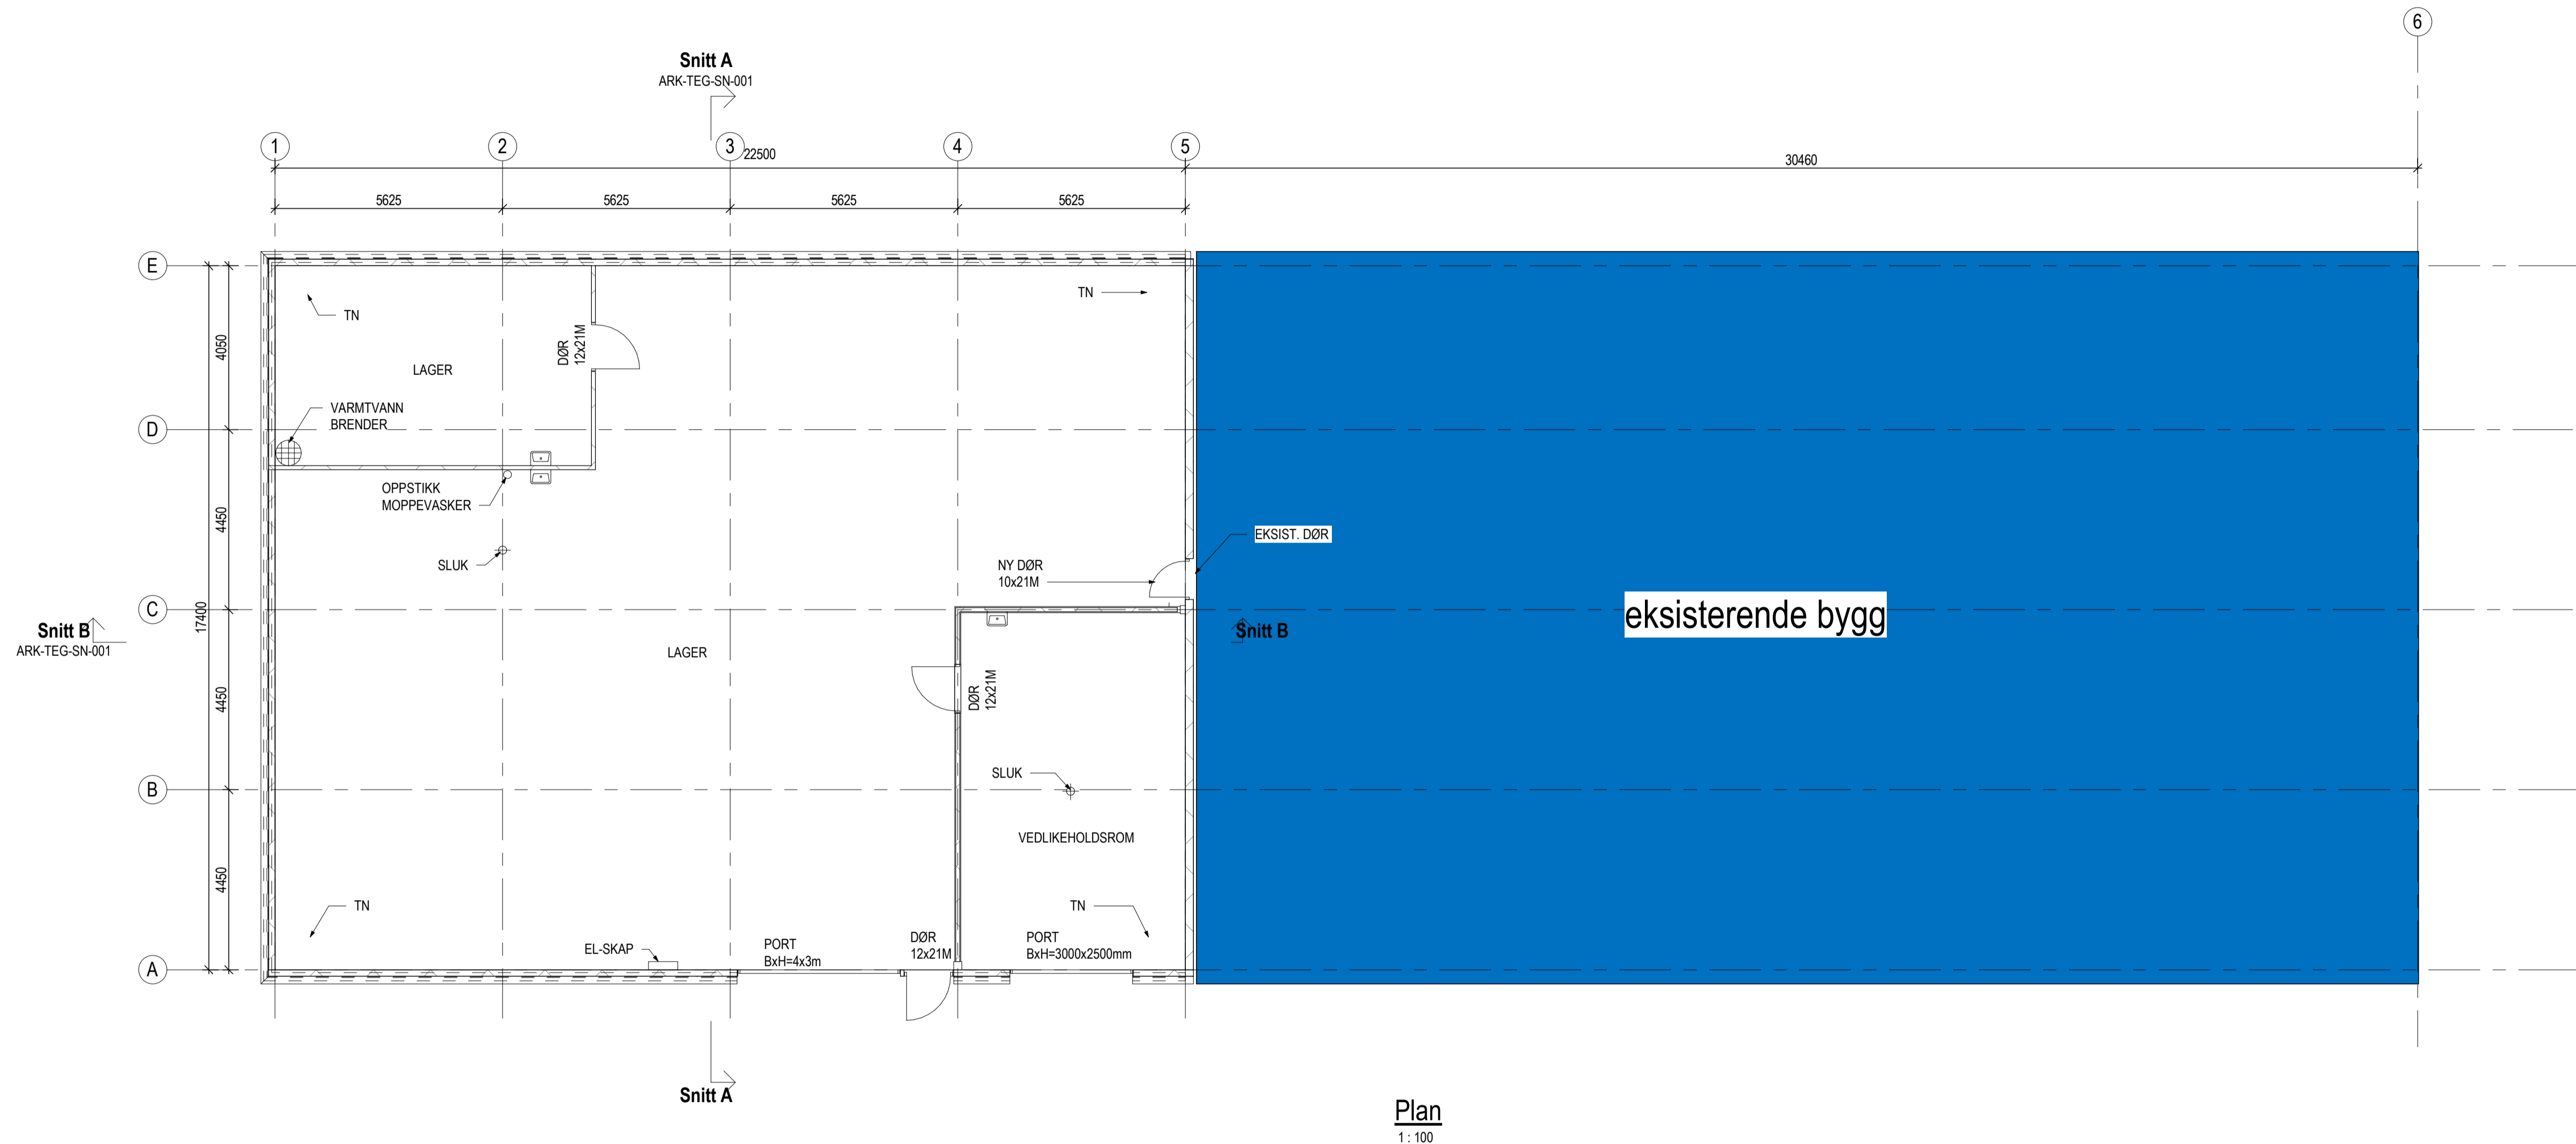 6
Snitt A
ARK-TEG-SN-001
1
2
3
4
5
22500
30460
5625
5625
5625
5625
E
TN
TN
4050
DØR
12x21M
LAGER
VARMTVANN
BRENDER
D
OPPSTIKK
MOPPEVASKER
4450
SLUK
EKSIST. DØR
NY DØR
10x21M
C
17400
eksisterende bygg
Snitt B
ARK-TEG-SN-001
Snitt B
LAGER
4450
DØR
12x21M
SLUK
B
VEDLIKEHOLDSROM
4450
TN
TN
EL-SKAP
PORT
BxH=4x3m
DØR
12x21M
PORT
BxH=3000x2500mm
A
Snitt A
Plan
1 : 100